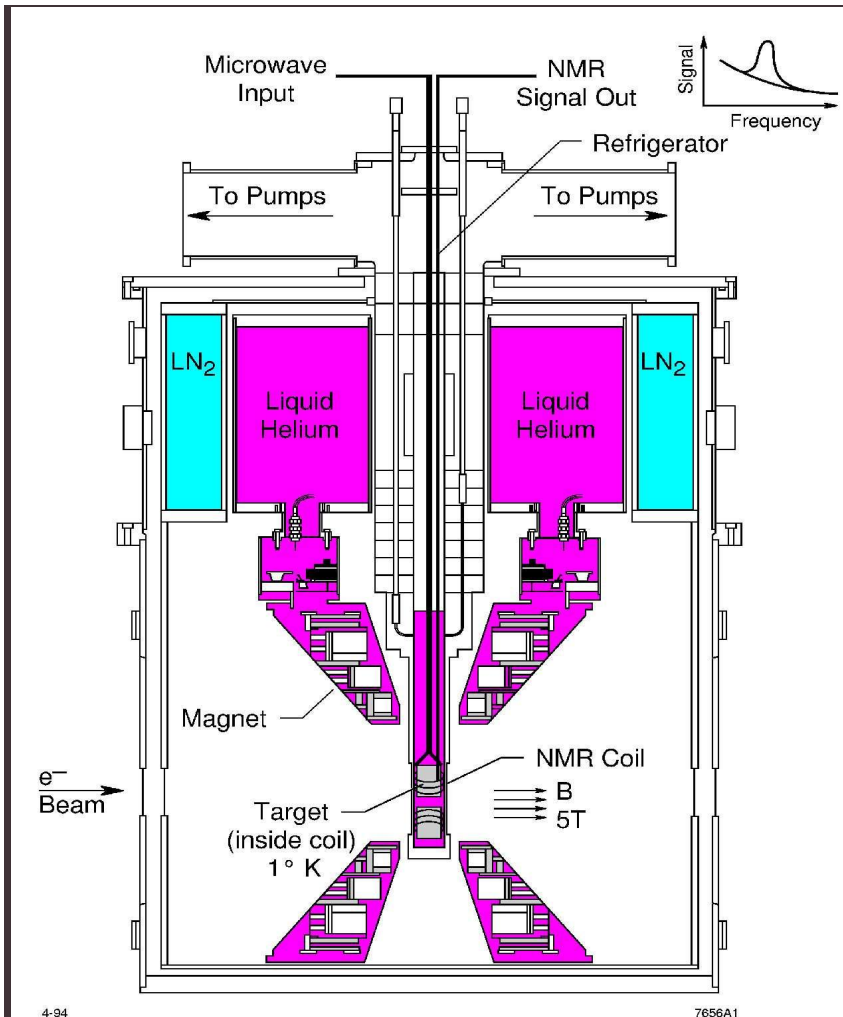 Microwave
Input
NMR
Signal Out
Signal
Frequency
Refrigerator
To Pumps
To Pumps
LN2
Liquid
Helium
Liquid
Helium
LN2
Magnet
NMR Coil
e–
Beam
Target
(inside coil)
1° K
B
5T
4-94
7656A1